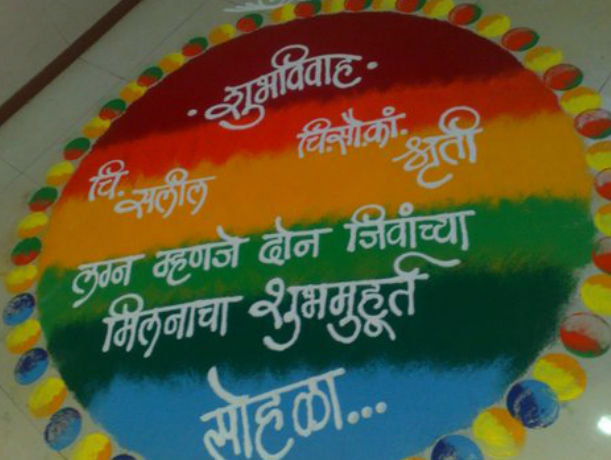 · शुभविवाह ·
चि. सलील
चि.सौ.कां. श्रृती
लग्न म्हणजे दोन जिवांच्या
मिलनाचा शुभमुहूर्त
सोहळा...